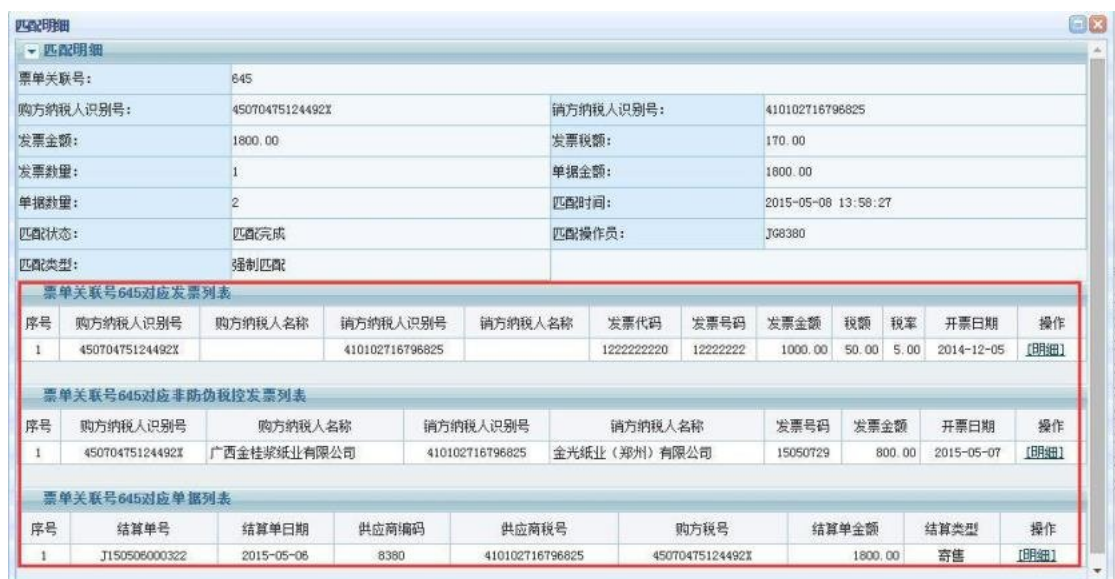 匹配明细
匹配明细
票单关联号: 645
购方纳税人识别号: 45070475124492X 销方纳税人识别号: 410102716796825
发票金额: 1800.00 发票税额: 170.00
发票数量: 1 单据金额: 1800.00
单据数量: 2 匹配时间: 2015-05-08 13:58:27
匹配状态: 匹配完成 匹配操作员: JG8380
匹配类型: 强制匹配
票单关联号645对应发票列表
序号 购方纳税人识别号 购方纳税人名称 销方纳税人识别号 销方纳税人名称 发票代码 发票号码 发票金额 税额 税率 开票日期 操作
1 45070475124492X 410102716796825 1222222220 12222222 1000.00 50.00 5.00 2014-12-05 [明细]
票单关联号645对应非防伪税控发票列表
序号 购方纳税人识别号 购方纳税人名称 销方纳税人识别号 销方纳税人名称 发票号码 发票金额 开票日期 操作
1 45070475124492X 广西金桂浆纸业有限公司 410102716796825 金光纸业（郑州）有限公司 15050729 800.00 2015-05-07 [明细]
票单关联号645对应单据列表
序号 结算单号 结算单日期 供应商编码 供应商税号 购方税号 结算单金额 结算类型 操作
1 J150506000322 2015-05-06 8380 410102716796825 45070475124492X 1800.00 寄售 [明细]